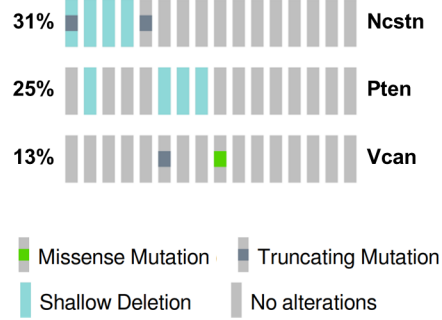 31% Ncstn
25% Pten
13% Vcan
Missense Mutation Truncating Mutation
Shallow Deletion No alterations